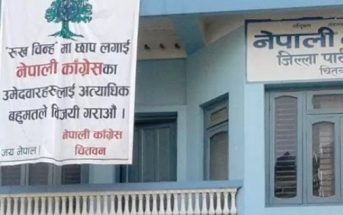 'रुख चिन्ह' मा छाप लगाई
नेपाली काँग्रेसका
उमेदवारहरुलाई अत्याधिक
बहुमतले विजयी गराऔं ।
नेपाली काँग्रेस
जय नेपाल !
चितवन
नेपाली
जिल्ला पा
चितवन